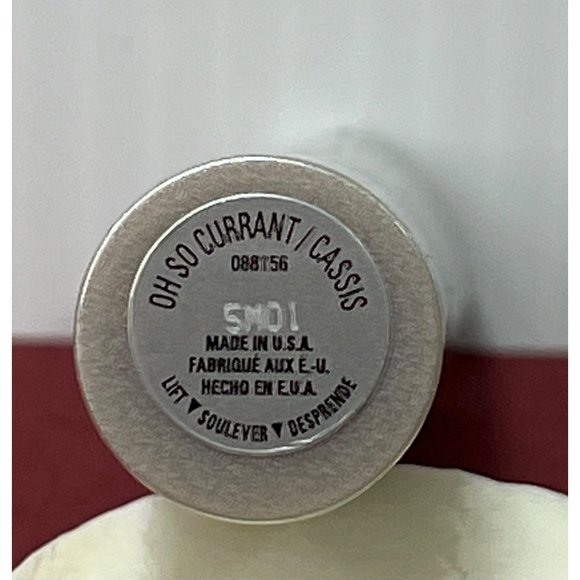 OH SO CURRANT/CASSIS
088156
5M01
MADE IN U.S.A.
FABRIQUÉ AUX É.-U.
HECHO EN E.U.A.
LIFT ▼ SOULEVER ▼ DESPRENDE